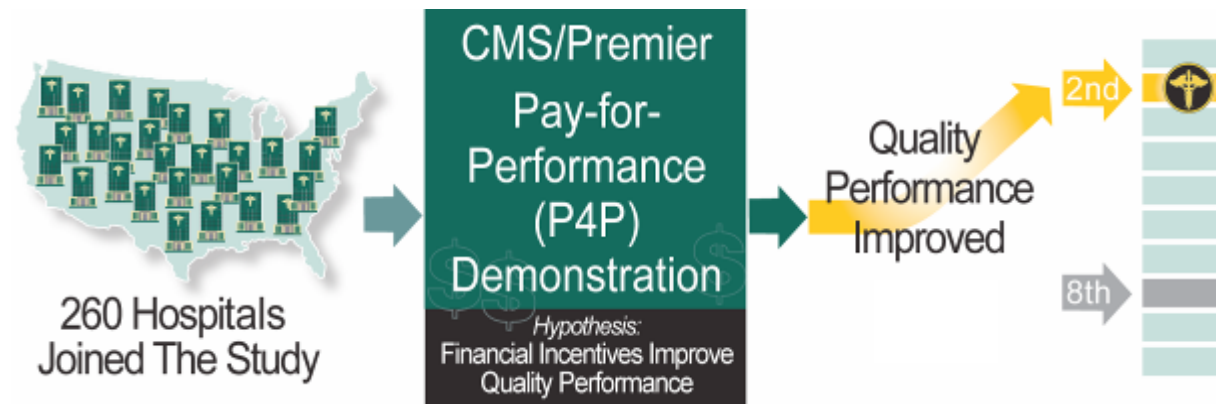 260 Hospitals
Joined The Study
CMS/Premier
Pay-for-
Performance
(P4P)
Demonstration
Hypothesis:
Financial Incentives Improve
Quality Performance
Quality
Performance
Improved
2nd
8th